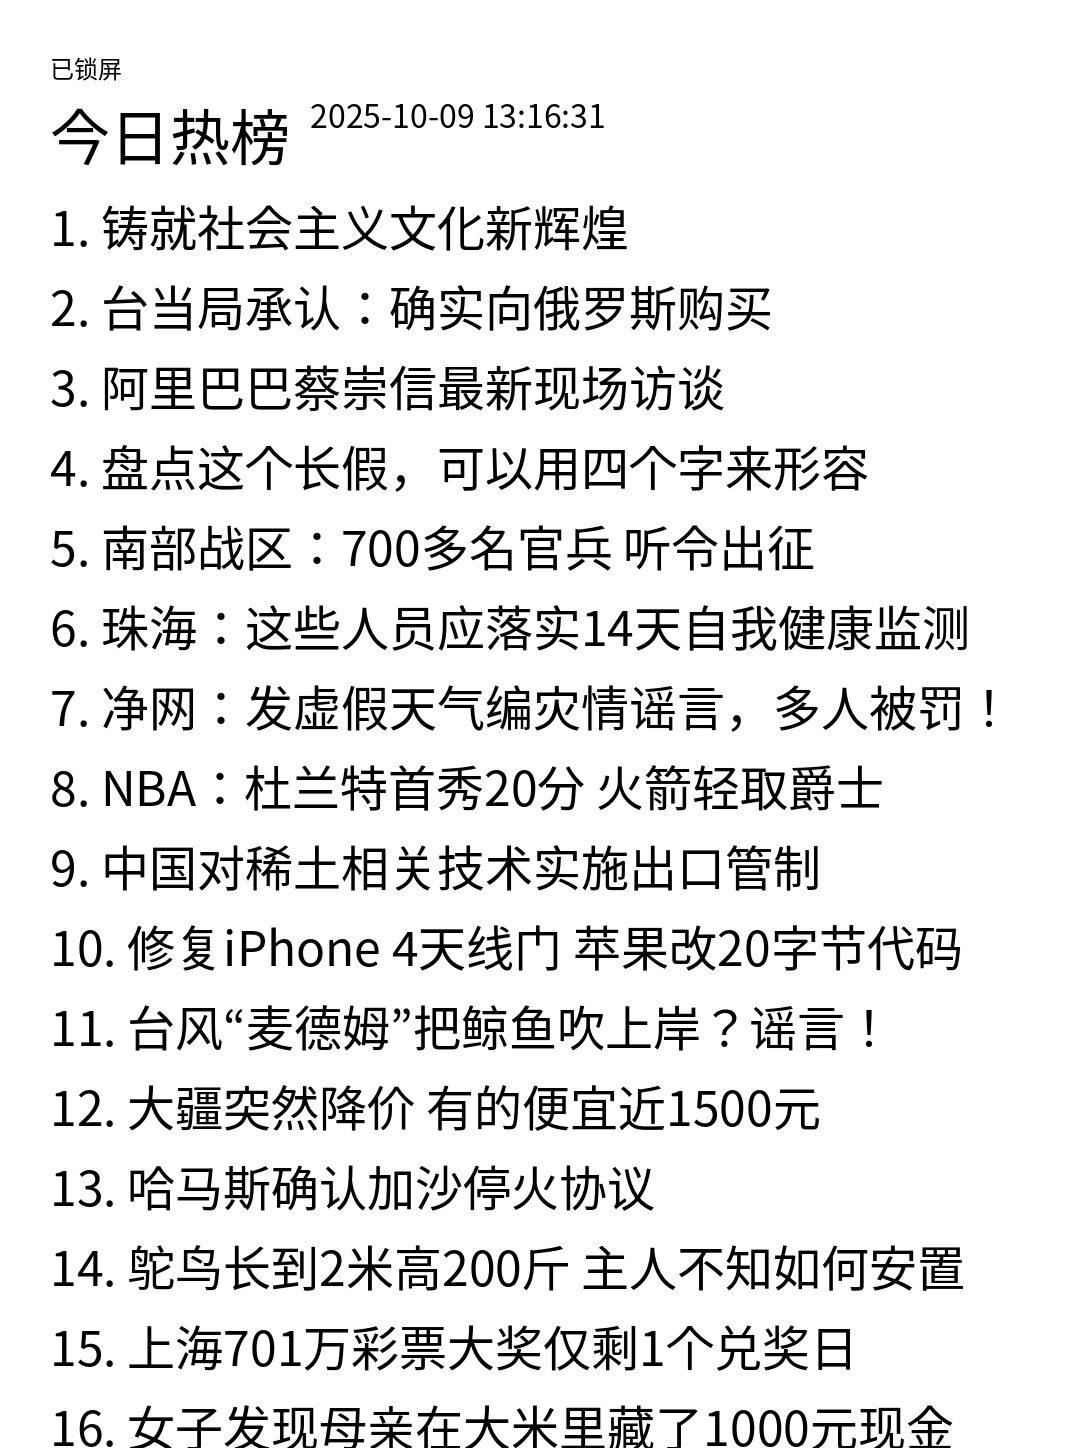 已锁屏
今日热榜 2025-10-09 13:16:31
1. 铸就社会主义文化新辉煌
2. 台当局承认：确实向俄罗斯购买
3. 阿里巴巴蔡崇信最新现场访谈
4. 盘点这个长假，可以用四个字来形容
5. 南部战区：700多名官兵 听令出征
6. 珠海：这些人员应落实14天自我健康监测
7. 净网：发虚假天气编灾情谣言，多人被罚！
8. NBA：杜兰特首秀20分 火箭轻取爵士
9. 中国对稀土相关技术实施出口管制
10. 修复iPhone 4天线门 苹果改20字节代码
11. 台风“麦德姆”把鲸鱼吹上岸？谣言！
12. 大疆突然降价 有的便宜近1500元
13. 哈马斯确认加沙停火协议
14. 鸵鸟长到2米高200斤 主人不知如何安置
15. 上海701万彩票大奖仅剩1个兑奖日
16. 女子发现母亲在大米里藏了1000元现金